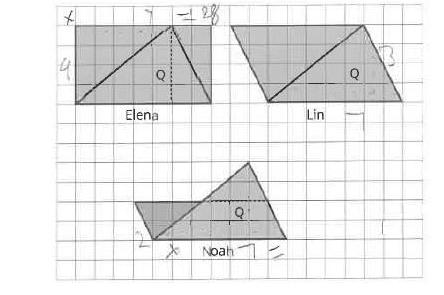 x 7 = 28
4
Q
Elena
Q
3
Lin 7
Q
2
x Noah 7 =